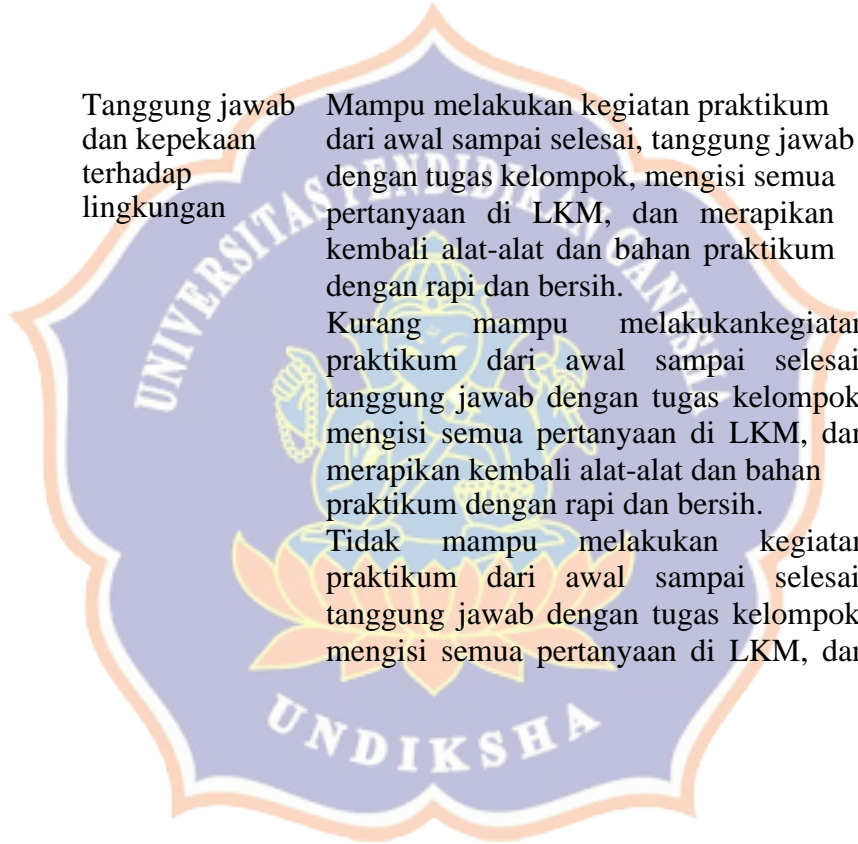 Tanggung jawab
dan kepekaan
terhadap
lingkungan
Mampu melakukan kegiatan praktikum
dari awal sampai selesai, tanggung jawab
dengan tugas kelompok, mengisi semua
pertanyaan di LKM, dan merapikan
kembali alat-alat dan bahan praktikum
dengan rapi dan bersih.
Kurang mampu melakukankegiatan
praktikum dari awal sampai selesai
tanggung jawab dengan tugas kelompok
mengisi semua pertanyaan di LKM, dan
merapikan kembali alat-alat dan bahan
praktikum dengan rapi dan bersih.
Tidak mampu melakukan kegiatan
praktikum dari awal sampai selesai
tanggung jawab dengan tugas kelompok
mengisi semua pertanyaan di LKM, dan
UNIVERSITAS PENDIDIKAN GANESHA
UNDIKSHA